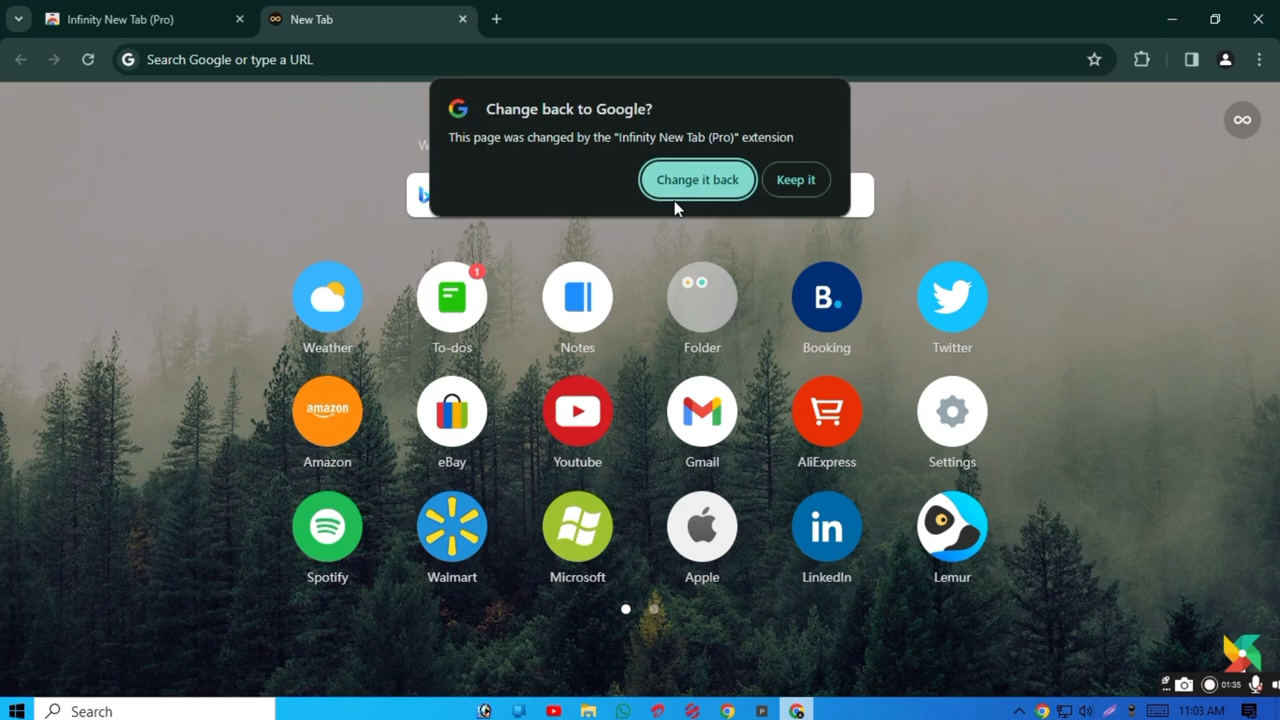 Infinity New Tab (Pro)
New Tab
Search Google or type a URL
Change back to Google?
This page was changed by the "Infinity New Tab (Pro)" extension
Change it back
Keep it
W
1
B.
Weather
To-dos
Notes
Folder
Booking
Twitter
amazon
Amazon
eBay
Youtube
Gmail
AliExpress
Settings
in
Spotify
Walmart
Microsoft
Apple
LinkedIn
Lemur
01:35
Search
11:03 AM